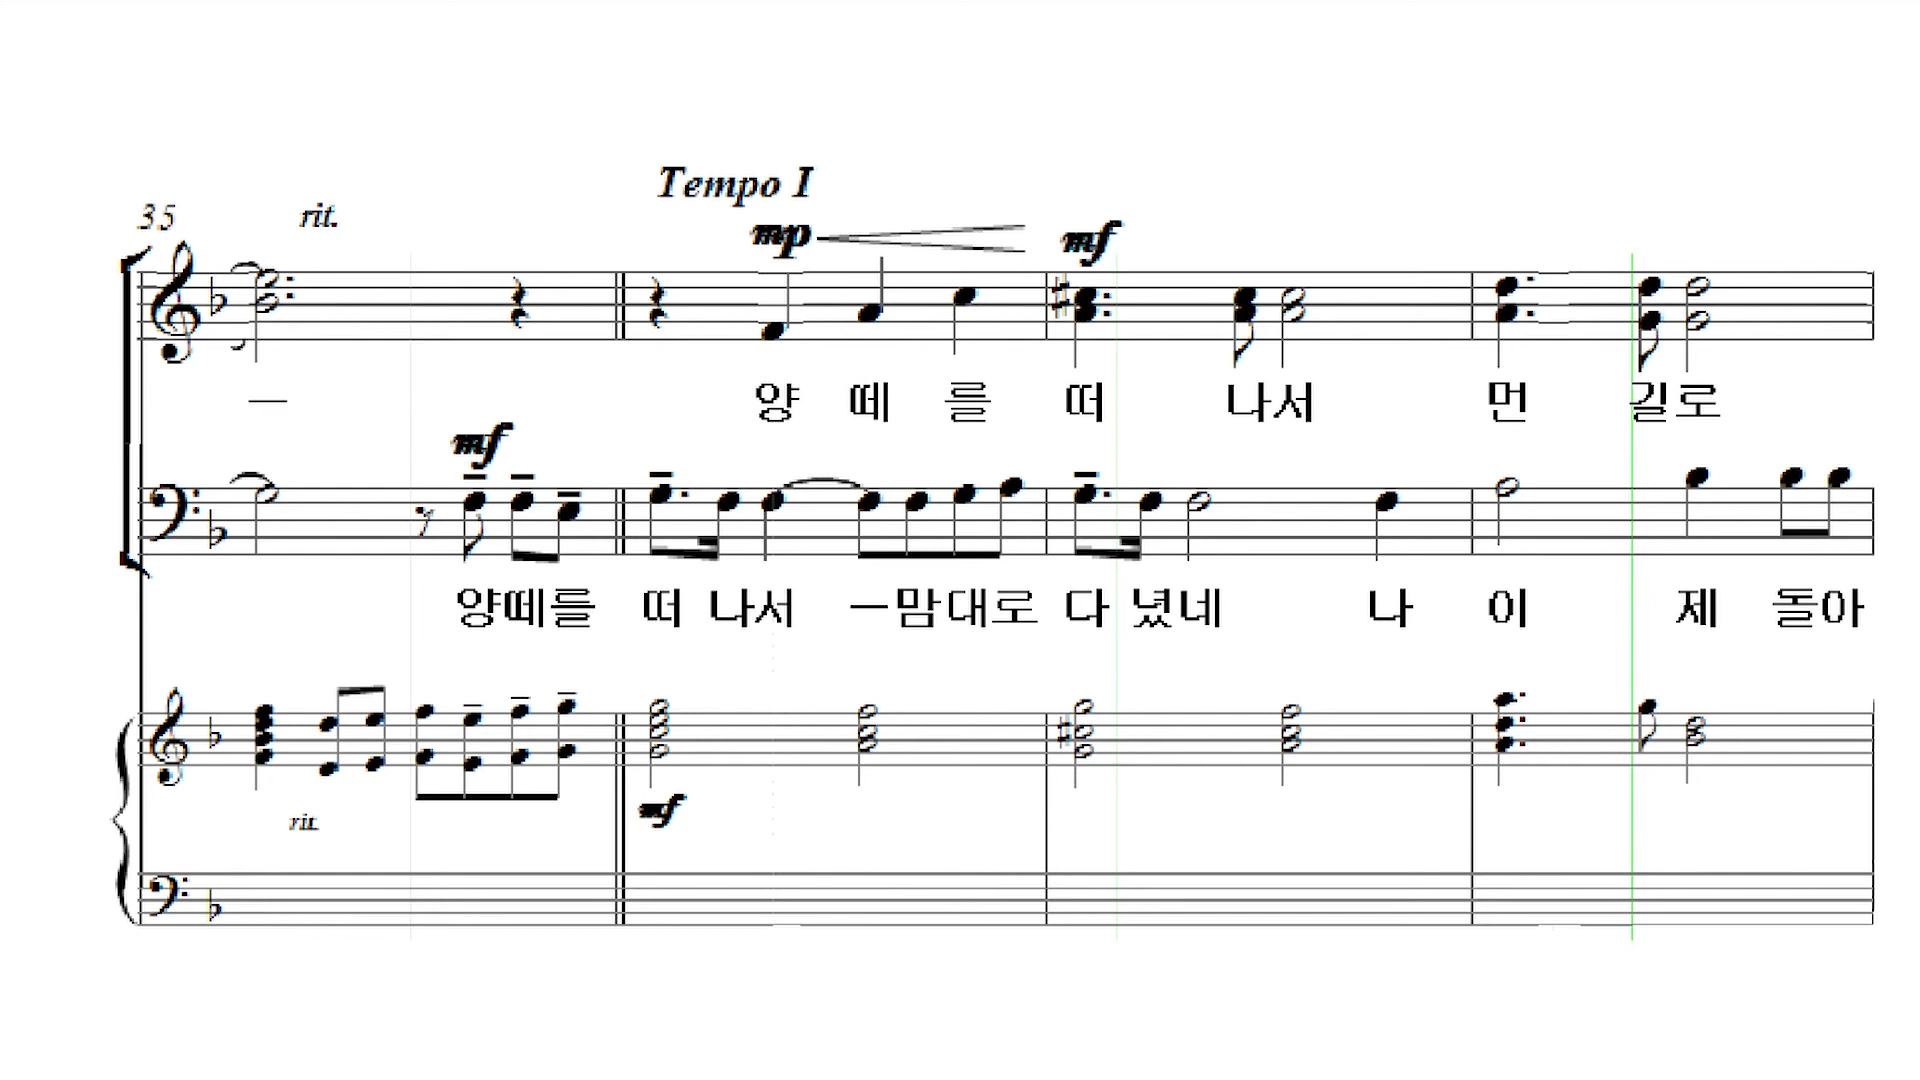 Tempo I
35 rit.
mp mf
양 떼 를 떠 나서 먼 길로
mf
양떼를 떠 나서 ー맘대로 다 녔네 나 이 제 돌아
mf
rit.